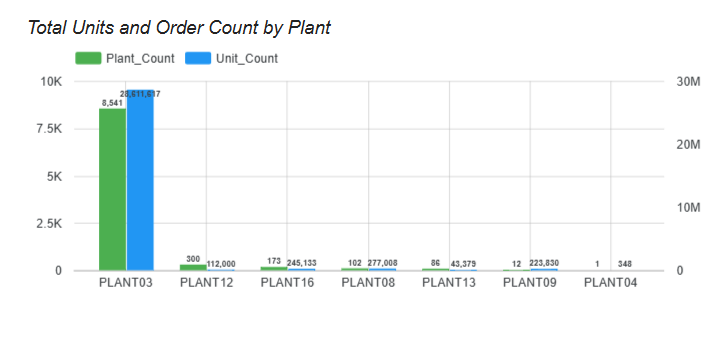 Total Units and Order Count by Plant
Plant_Count Unit_Count
10K 30M
28,611,617
8,541
7.5K
20M
5K
10M
2.5K
300 112,000 173 245,133 102 277,008 86 43,379 12 223,830 1 348
0 0
PLANT03 PLANT12 PLANT16 PLANT08 PLANT13 PLANT09 PLANT04